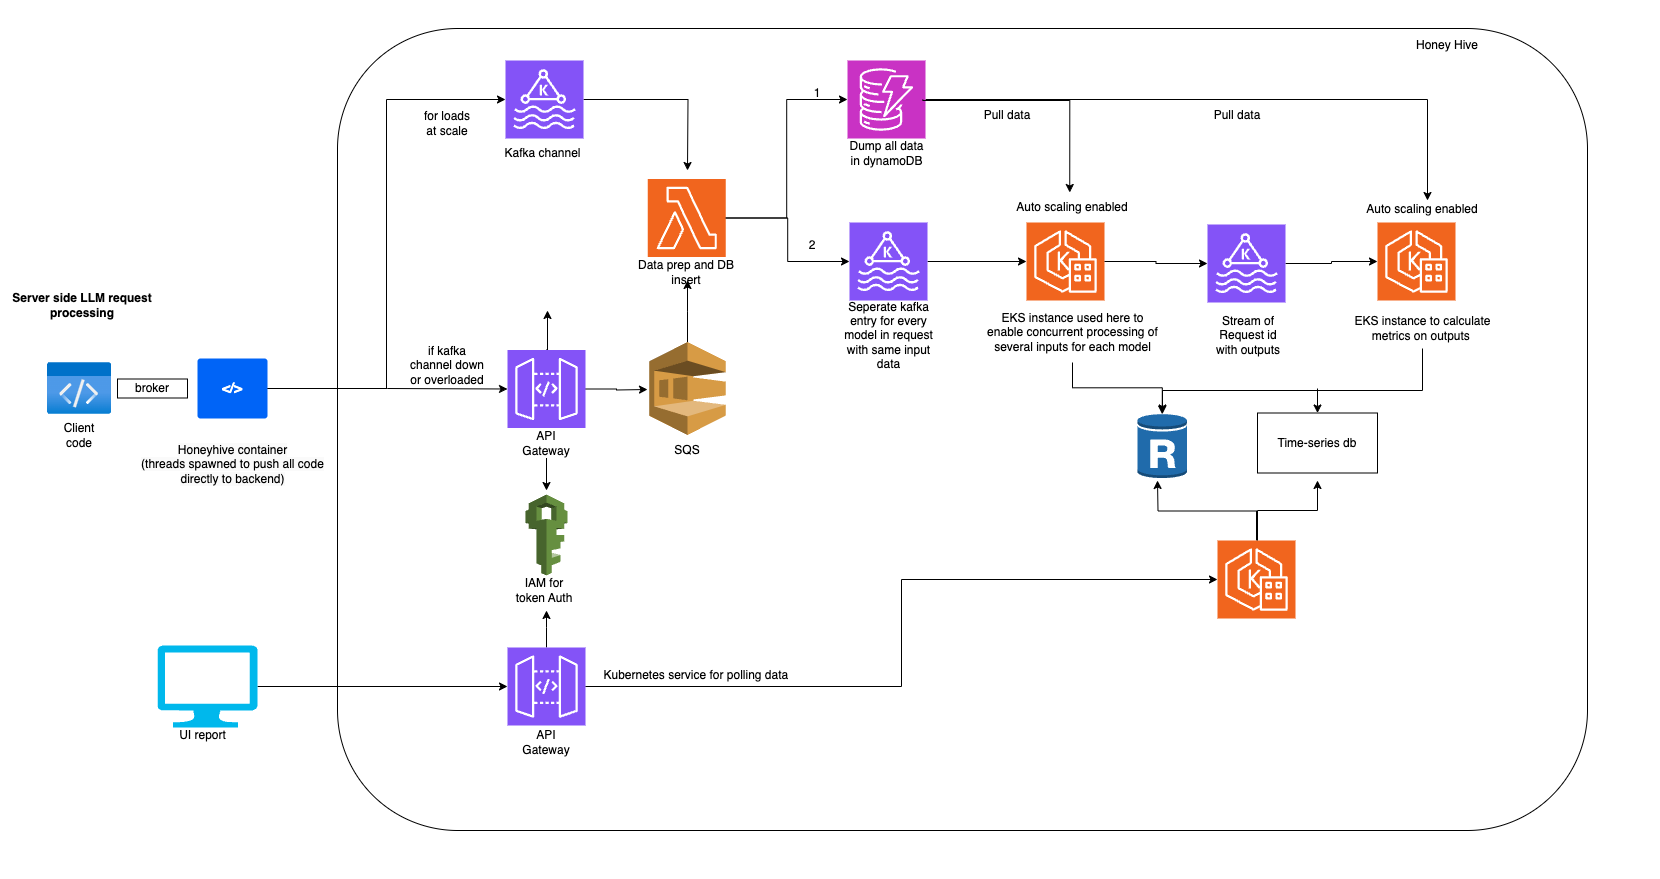 Honey Hive
for loads
at scale
Kafka channel
1
Dump all data
in dynamoDB
Pull data
Pull data
Data prep and DB
insert
2
Seperate kafka
entry for every
model in request
with same input
data
Auto scaling enabled
EKS instance used here to
enable concurrent processing of
several inputs for each model
Stream of
Request id
with outputs
Auto scaling enabled
EKS instance to calculate
metrics on outputs
Server side LLM request
processing
Client
code
broker
</>
Honeyhive container
(threads spawned to push all code
directly to backend)
if kafka
channel down
or overloaded
API
Gateway
SQS
R
Time-series db
IAM for
token Auth
UI report
API
Gateway
Kubernetes service for polling data